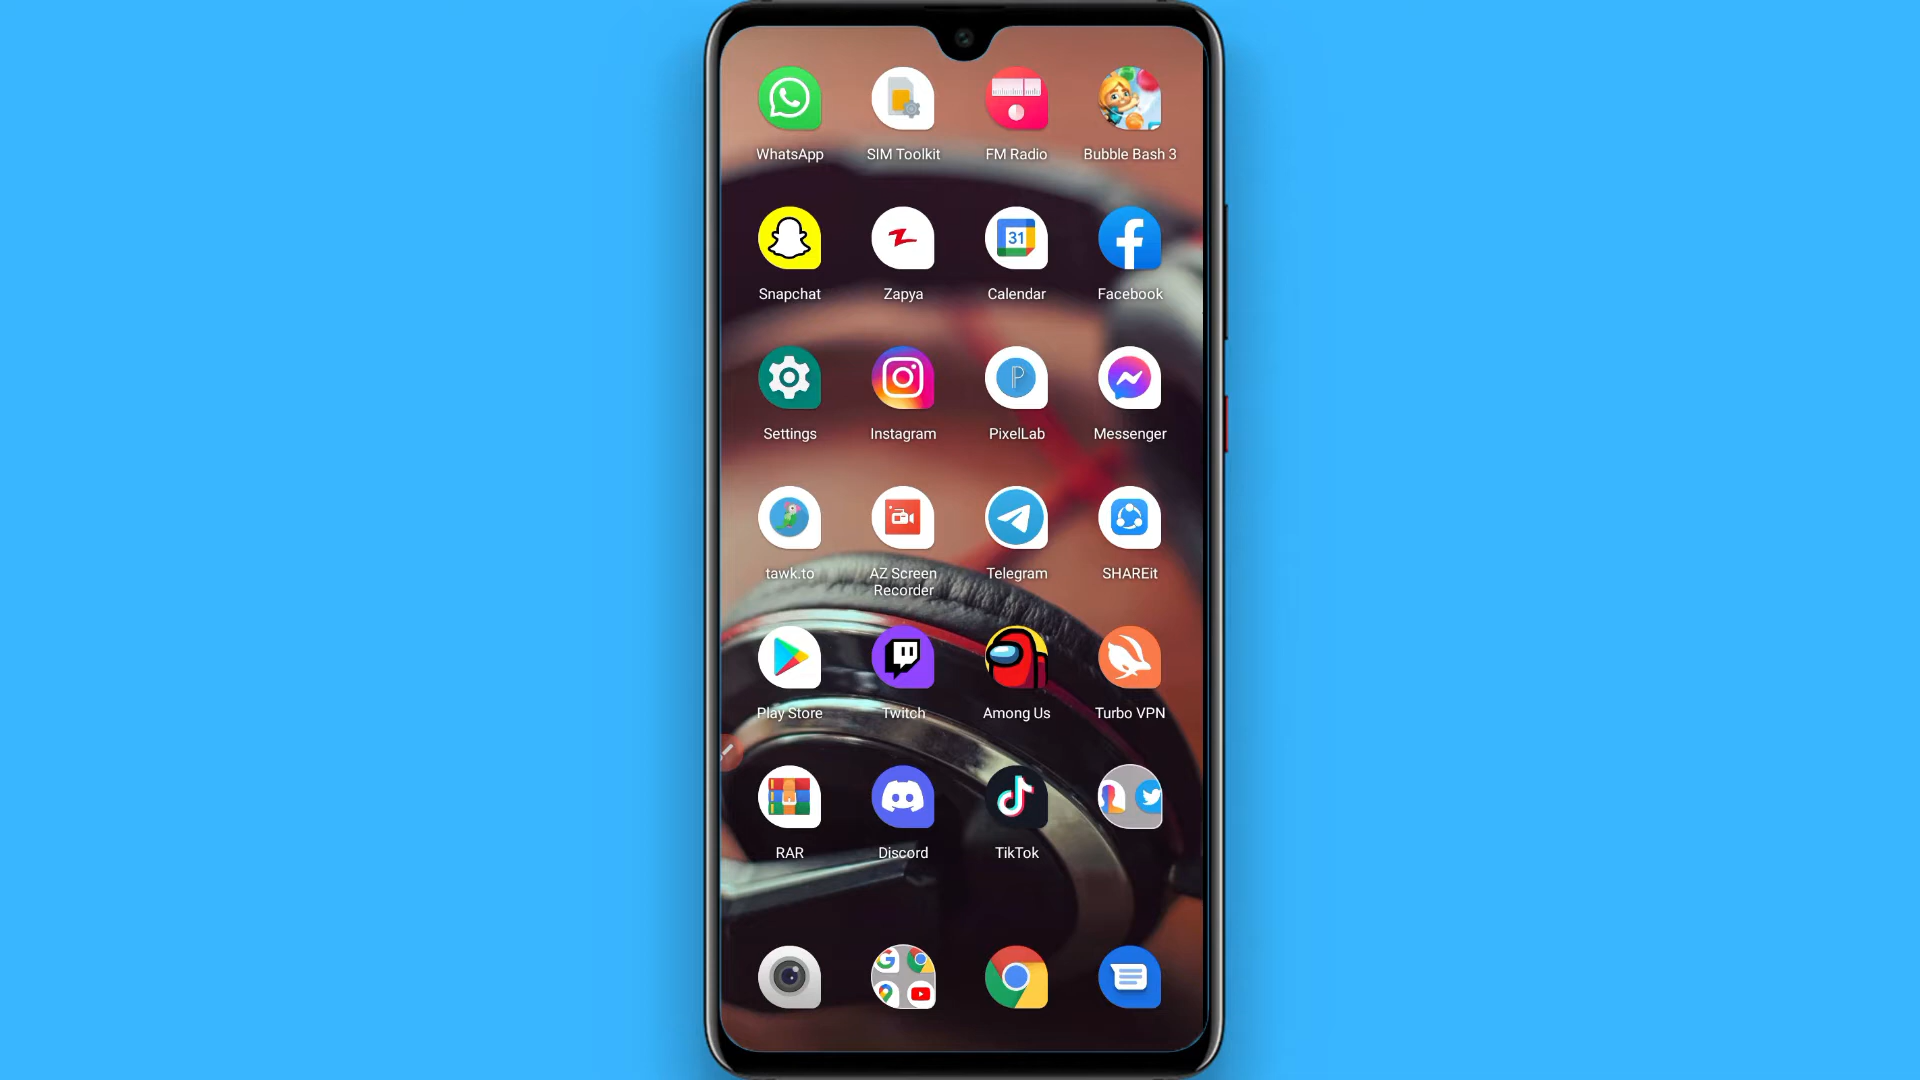 WhatsApp
SIM Toolkit
FM Radio
Bubble Bash 3
31
Snapchat
Zapya
Calendar
Facebook
Settings
Instagram
PixelLab
Messenger
tawk.to
AZ Screen
Recorder
Telegram
SHAREit
Play Store
Twitch
Among Us
Turbo VPN
RAR
Discord
TikTok